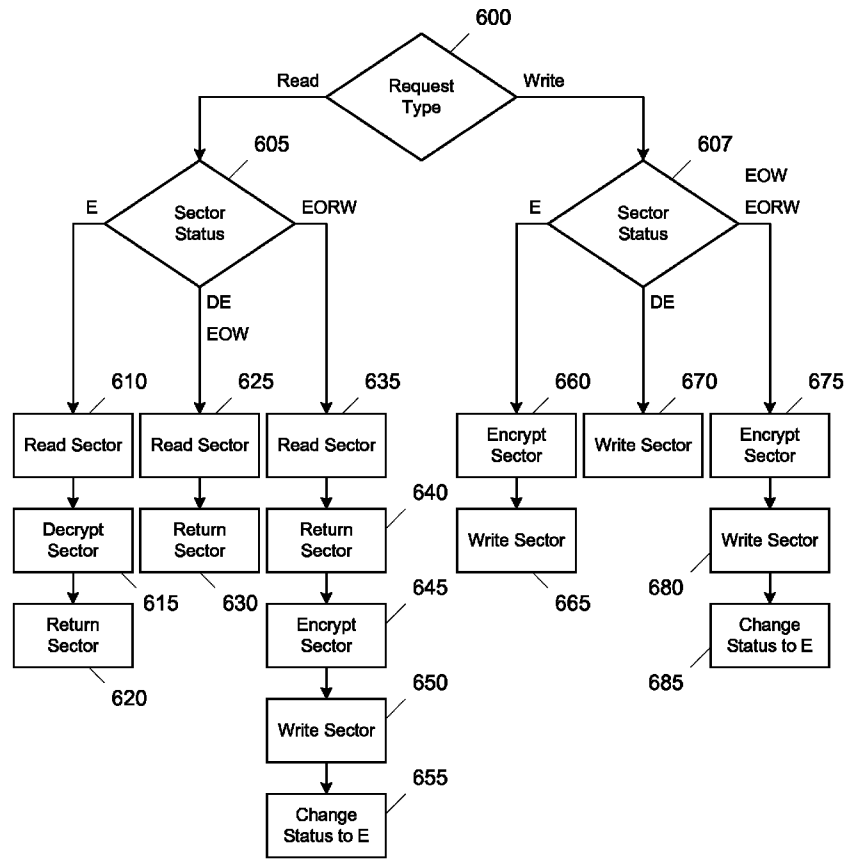 600
Read
Request
Type
Write
605
607
E
Sector
Status
EORW
E
Sector
Status
EOW
EORW
DE
EOW
DE
610
625
635
660
670
675
Read Sector
Read Sector
Read Sector
Encrypt
Sector
Write Sector
Encrypt
Sector
640
Decrypt
Sector
Return
Sector
Return
Sector
Write Sector
Write Sector
615
630
645
665
680
Return
Sector
Encrypt
Sector
Change
Status to E
620
650
685
Write Sector
655
Change
Status to E